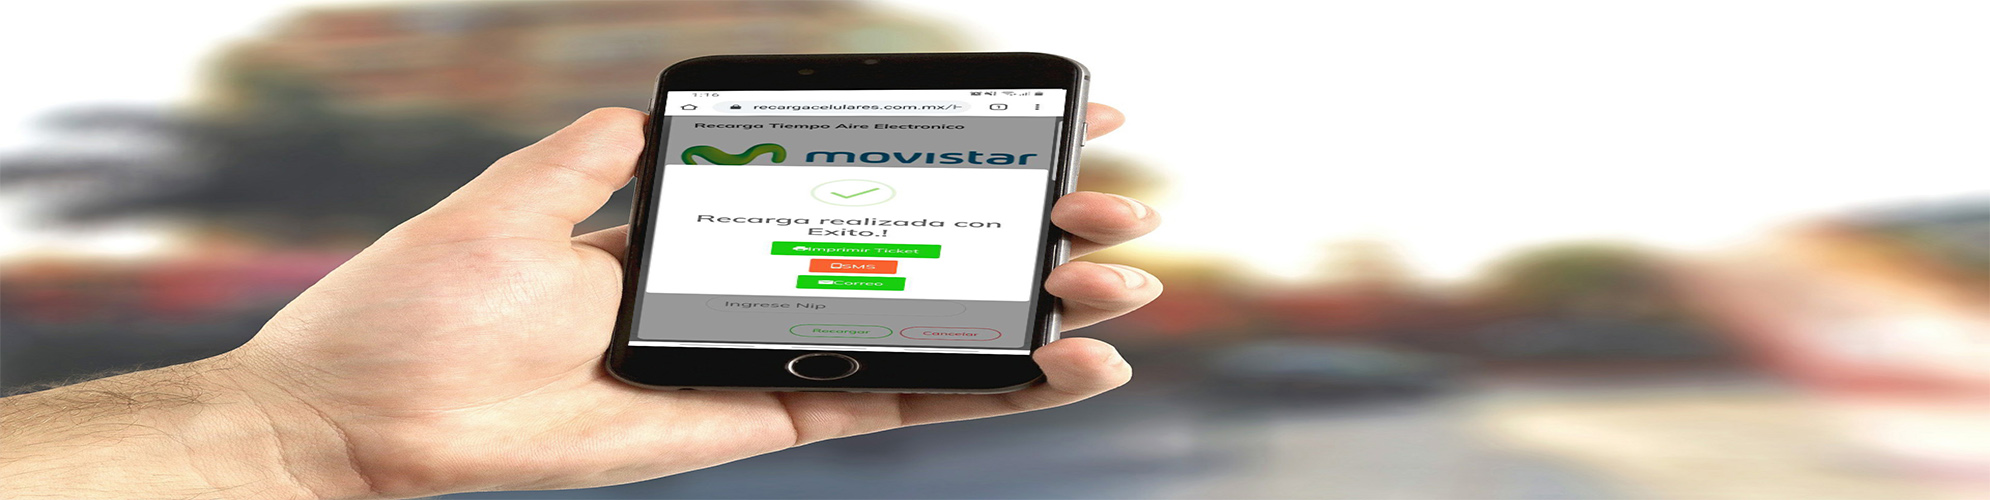 1:16
recargacelulares.com.mx/
1
Recarga Tiempo Aire Electronico
movistar
Recarga realizada con
Exito.!
Imprimir Ticket
SMS
Correo
Ingrese Nip
Recargar
Cancelar